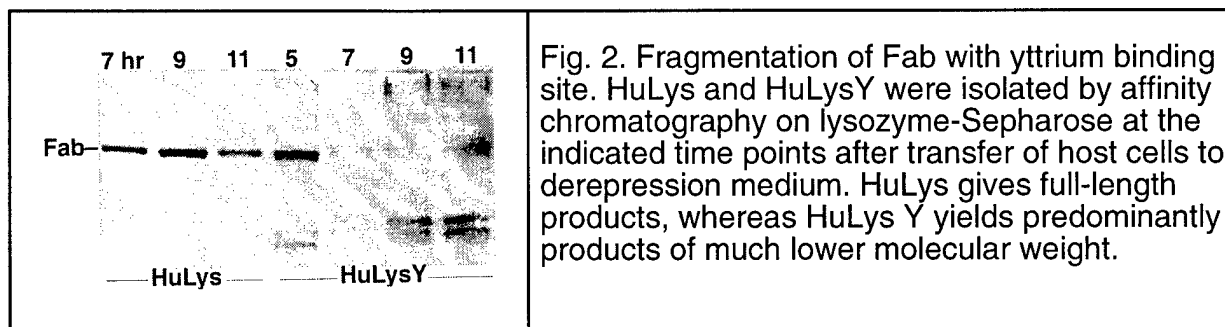 7 hr 9 11 5 7 9 11
Fab
HuLys HuLysY
Fig. 2. Fragmentation of Fab with yttrium binding
site. HuLys and HuLysY were isolated by affinity
chromatography on lysozyme-Sepharose at the
indicated time points after transfer of host cells to
derepression medium. HuLys gives full-length
products, whereas HuLys Y yields predominantly
products of much lower molecular weight.